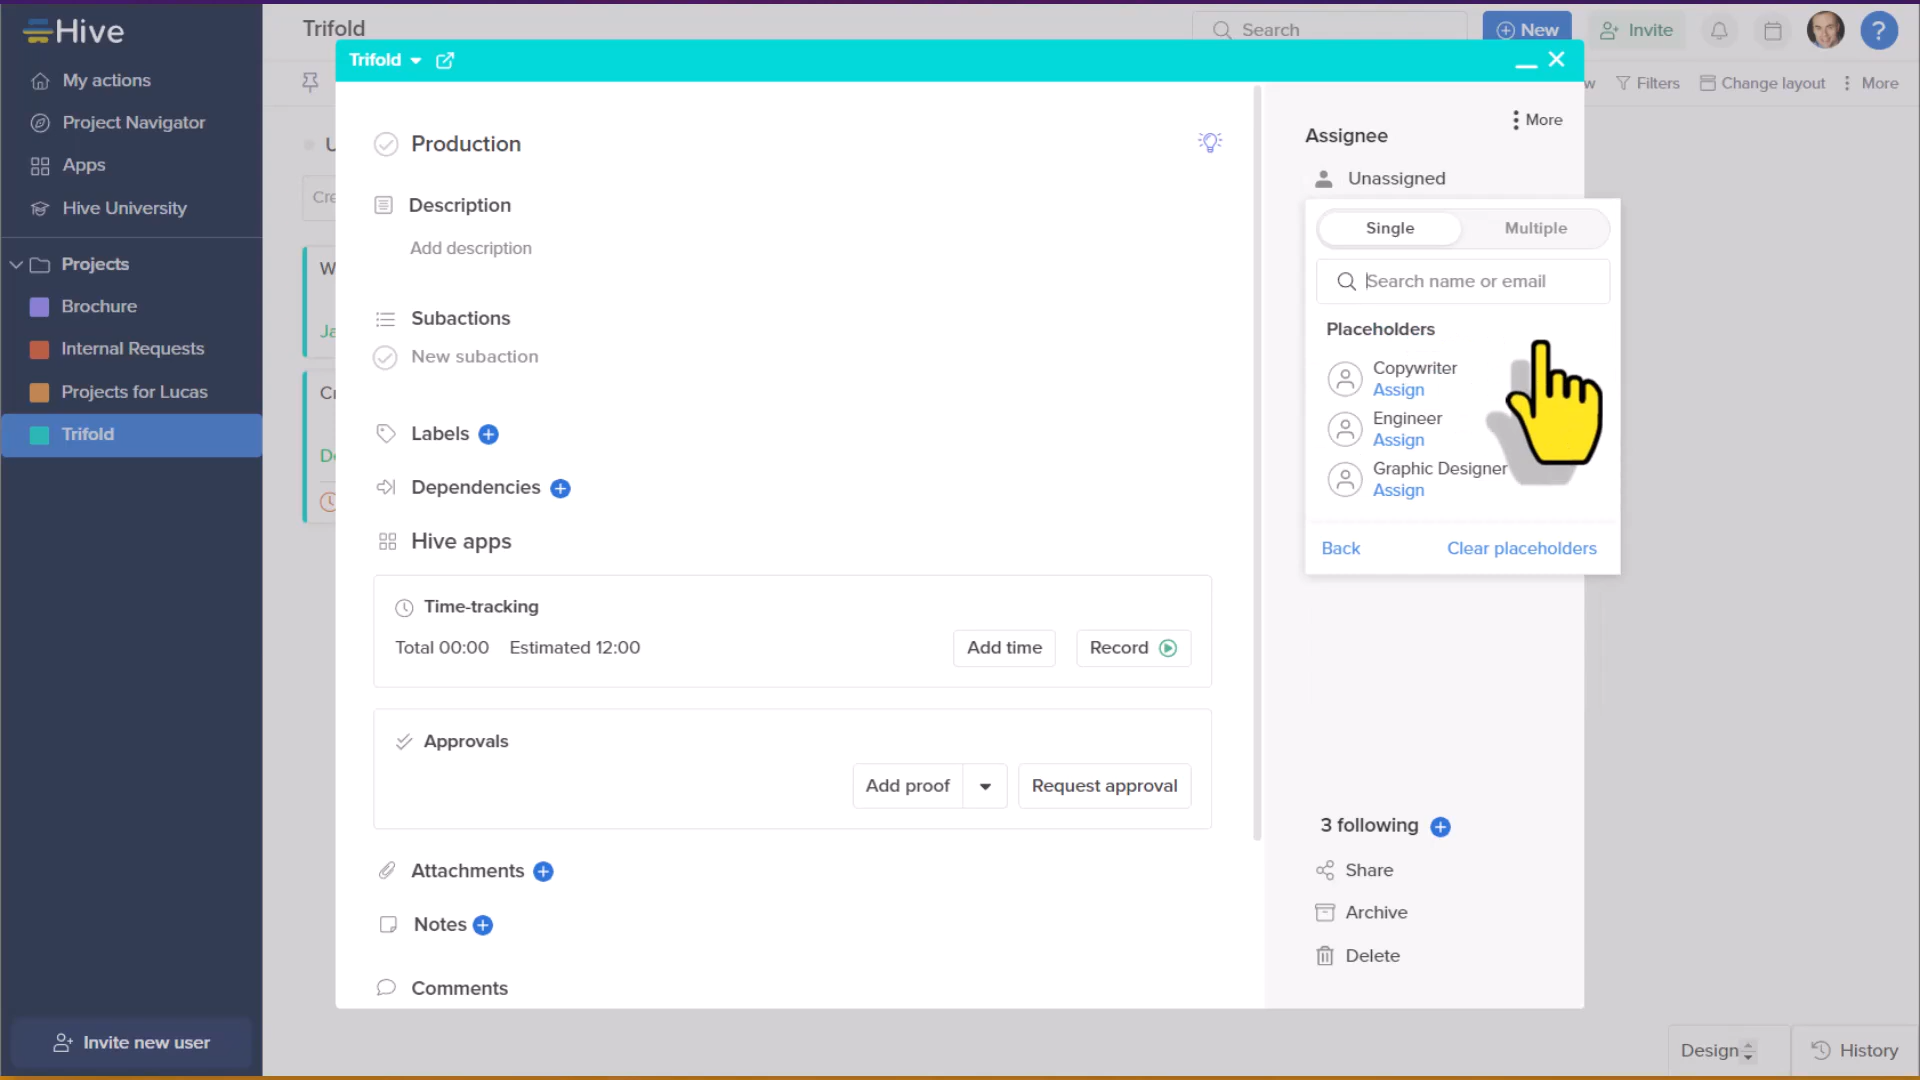 Hive
My actions
Project Navigator
Apps
Hive University
Projects
Brochure
Internal Requests
Projects for Lucas
Trifold
Invite new user
Trifold
Search
New
Invite
?
w
Filters
Change layout
More
U
Cre
W
Ja
Cr
De
Trifold
Production
Description
Add description
Subactions
New subaction
Labels
Dependencies
Hive apps
Time-tracking
Total 00:00 Estimated 12:00
Add time
Record
Approvals
Add proof
Request approval
Attachments
Notes
Comments
More
Assignee
Unassigned
Single
Multiple
Search name or email
Placeholders
Copywriter
Assign
Engineer
Assign
Graphic Designer
Assign
Back
Clear placeholders
3 following
Share
Archive
Delete
Design
History